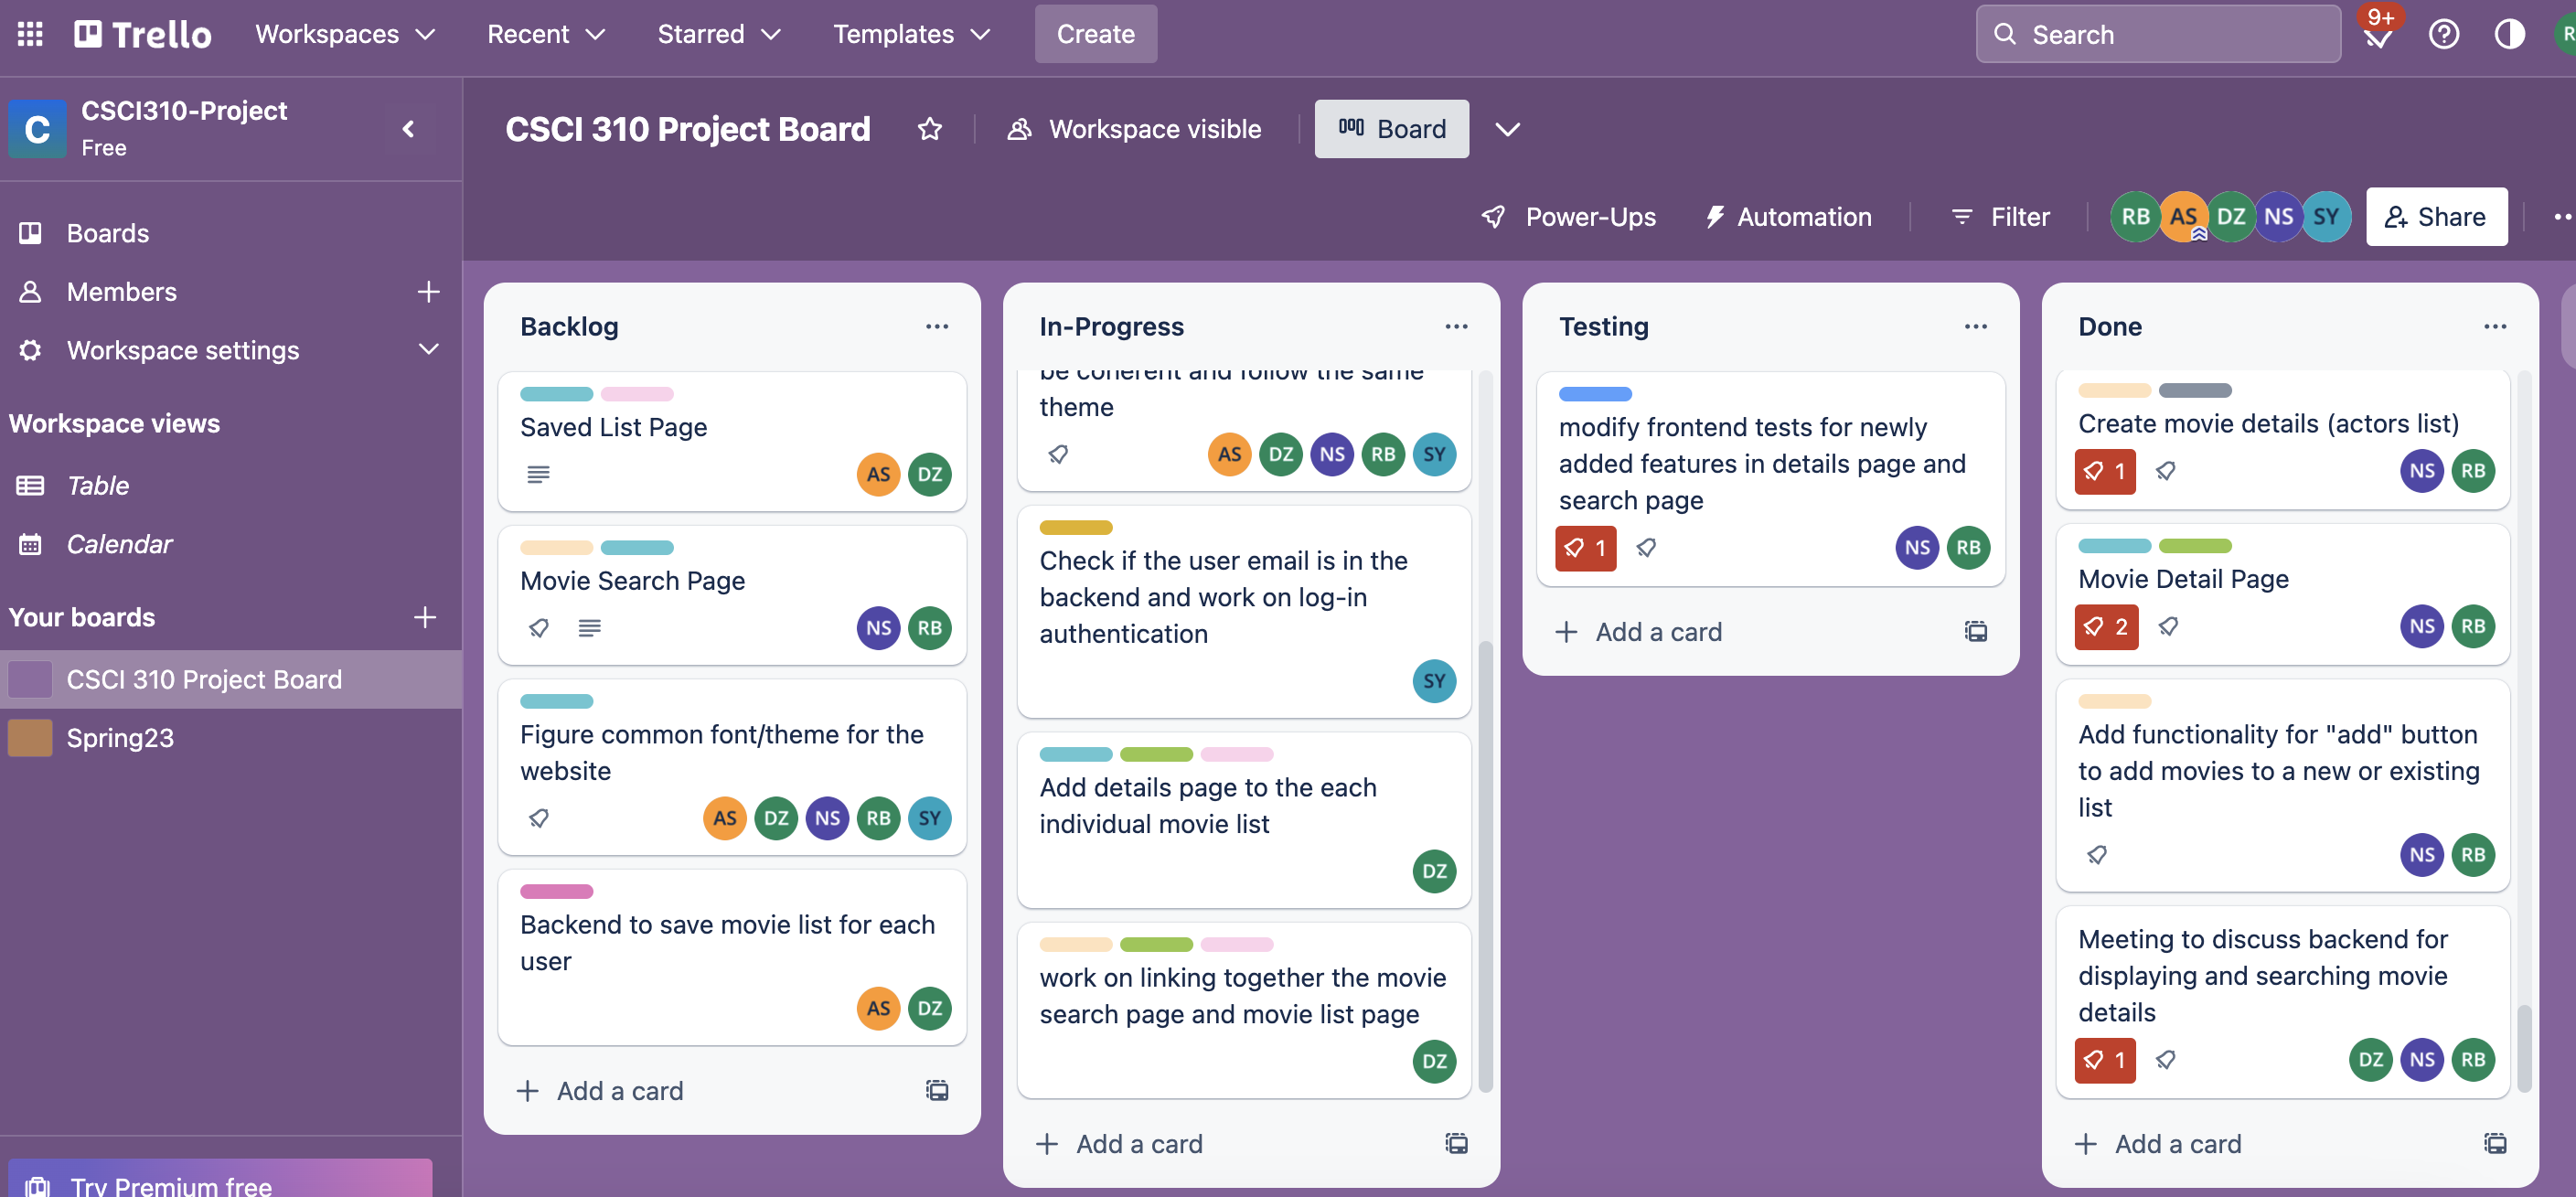 Trello
Workspaces
Recent
Starred
Templates
Create
Search
9+
R
C
CSCI310-Project
Free
Boards
Members
Workspace settings
Workspace views
Table
Calendar
Your boards
CSCI 310 Project Board
Spring23
Try Premium free
CSCI 310 Project Board
Workspace visible
Board
Power-Ups
Automation
Filter
RB AS DZ NS SY
Share
Backlog
Saved List Page
AS DZ
Movie Search Page
NS RB
Figure common font/theme for the
website
AS DZ NS RB SY
Backend to save movie list for each
user
AS DZ
Add a card
In-Progress
be coherent and follow the same
theme
AS DZ NS RB SY
Check if the user email is in the
backend and work on log-in
authentication
SY
Add details page to the each
individual movie list
DZ
work on linking together the movie
search page and movie list page
DZ
Add a card
Testing
modify frontend tests for newly
added features in details page and
search page
1
NS RB
Add a card
Done
Create movie details (actors list)
1
NS RB
Movie Detail Page
2
NS RB
Add functionality for "add" button
to add movies to a new or existing
list
NS RB
Meeting to discuss backend for
displaying and searching movie
details
1
DZ NS RB
Add a card